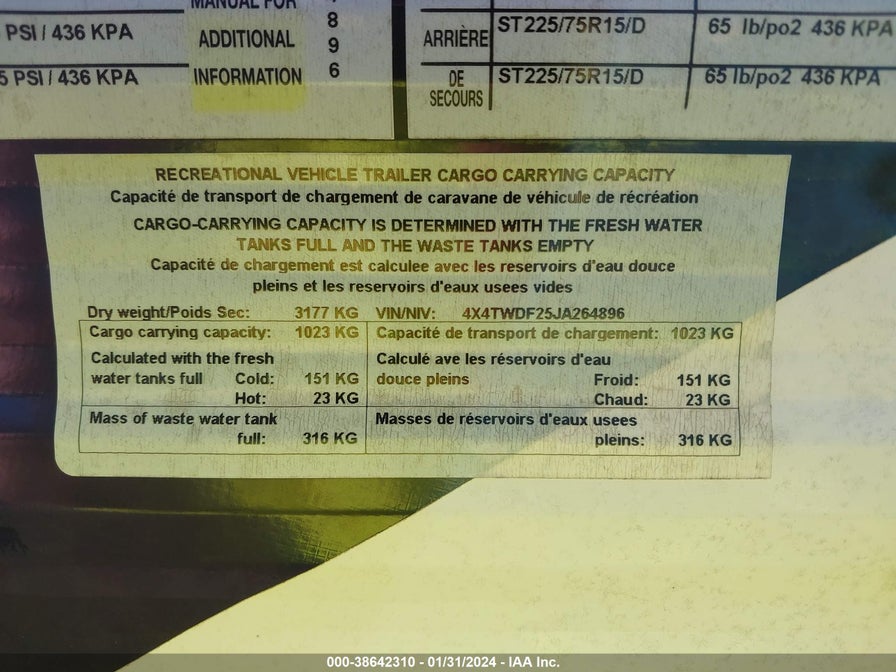 MANUAL FOR
PSI / 436 KPA
ADDITIONAL
8
9
ARRIÈRE
ST225/75R15/D
65 lb/po2 436 KPA
5 PSI / 436 KPA
INFORMATION
6
DE
SECOURS
ST225/75R15/D
65 lb/po2 436 KPA
RECREATIONAL VEHICLE TRAILER CARGO CARRYING CAPACITY
Capacité de transport de chargement de caravane de véhicule de récréation
CARGO-CARRYING CAPACITY IS DETERMINED WITH THE FRESH WATER
TANKS FULL AND THE WASTE TANKS EMPTY
Capacité de chargement est calculee avec les reservoirs d'eau douce
pleins et les reservoirs d'eaux usees vides
Dry weight/Poids Sec: 3177 KG VIN/NIV: 4X4TWDF25JA264896
Cargo carrying capacity: 1023 KG Capacité de transport de chargement: 1023 KG
Calculated with the fresh Calculé ave les réservoirs d'eau
water tanks full Cold: 151 KG douce pleins Froid: 151 KG
Hot: 23 KG Chaud: 23 KG
Mass of waste water tank Masses de réservoirs d'eaux usees
full: 316 KG pleins: 316 KG
000-38642310 - 01/31/2024 - IAA Inc.